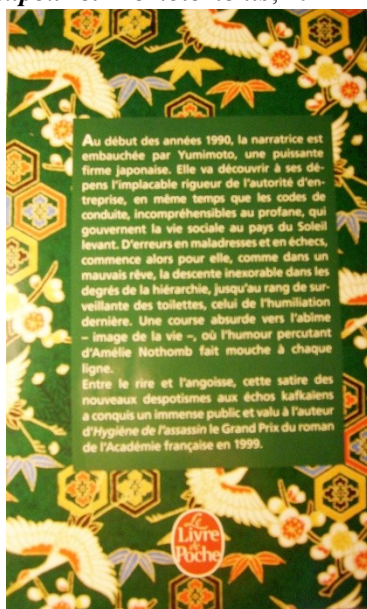 Au début des années 1990, la narratrice est
embauchée par Yumimoto, une puissante
firme japonaise. Elle va découvrir à ses dé-
pens l'implacable rigueur de l'autorité d'en-
treprise, en même temps que les codes de
conduite, incompréhensibles au profane, qui
gouvernent la vie sociale au pays du Soleil
levant. D'erreurs en maladresses et en échecs,
commence alors pour elle, comme dans un
mauvais rêve, la descente inexorable dans les
degrés de la hiérarchie, jusqu'au rang de sur-
veillante des toilettes, celui de l'humiliation
dernière. Une course absurde vers l'abîme
– image de la vie –, où l'humour percutant
d'Amélie Nothomb fait mouche à chaque
ligne.
Entre le rire et l'angoisse, cette satire des
nouveaux despotismes aux échos kafkaïens
a conquis un immense public et valu à l'auteur
d'Hygiène de l'assassin le Grand Prix du roman
de l'Académie française en 1999.
Le
Livre
de
Poche